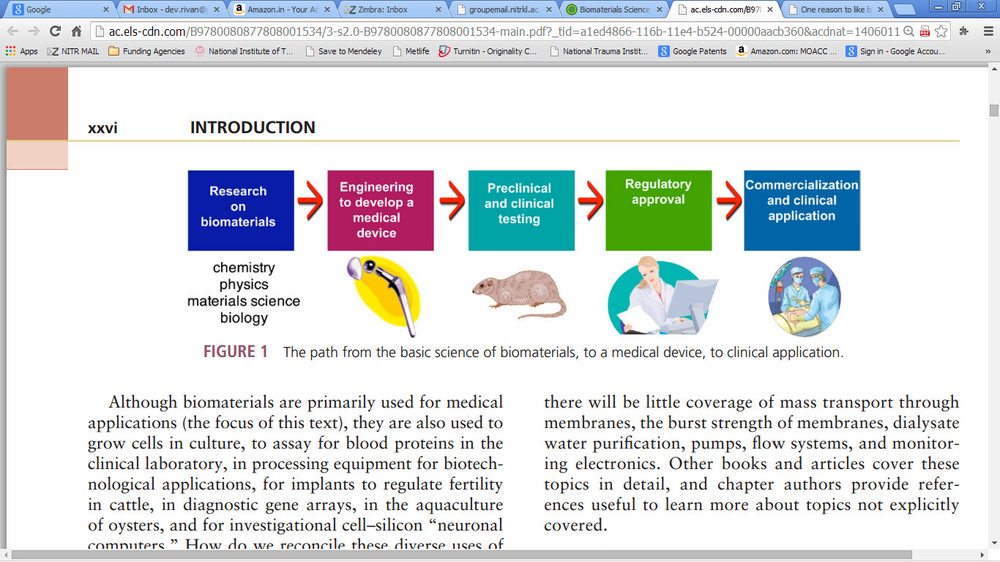 Google
Inbox - dev.rivan@
Amazon.in - Your Ac
Zimbra: Inbox
groupemail.nitrkl.ac.
Biomaterials Science
ac.els-cdn.com/B978
One reason to like b
ac.els-cdn.com/B9780080877808001534/3-s2.0-B9780080877808001534-main.pdf?_tid=a1ed4866-116b-11e4-b524-00000aacb360&acdnat=1406011
Apps
NITR MAIL
Funding Agencies
National Institute of T...
Save to Mendeley
Metlife
Turnitin - Originality C...
National Trauma Instit...
Google Patents
Amazon.com: MOACC ...
Sign in - Google Accou...
»
xxvi INTRODUCTION
Research
on
biomaterials
Engineering
to develop a
medical
device
Preclinical
and clinical
testing
Regulatory
approval
Commercialization
and clinical
application
chemistry
physics
materials science
biology
FIGURE 1 The path from the basic science of biomaterials, to a medical device, to clinical application.
Although biomaterials are primarily used for medical
applications (the focus of this text), they are also used to
grow cells in culture, to assay for blood proteins in the
clinical laboratory, in processing equipment for biotech-
nological applications, for implants to regulate fertility
in cattle, in diagnostic gene arrays, in the aquaculture
of oysters, and for investigational cell–silicon “neuronal
computers.” How do we reconcile these diverse uses of
there will be little coverage of mass transport through
membranes, the burst strength of membranes, dialysate
water purification, pumps, flow systems, and monitor-
ing electronics. Other books and articles cover these
topics in detail, and chapter authors provide refer-
ences useful to learn more about topics not explicitly
covered.